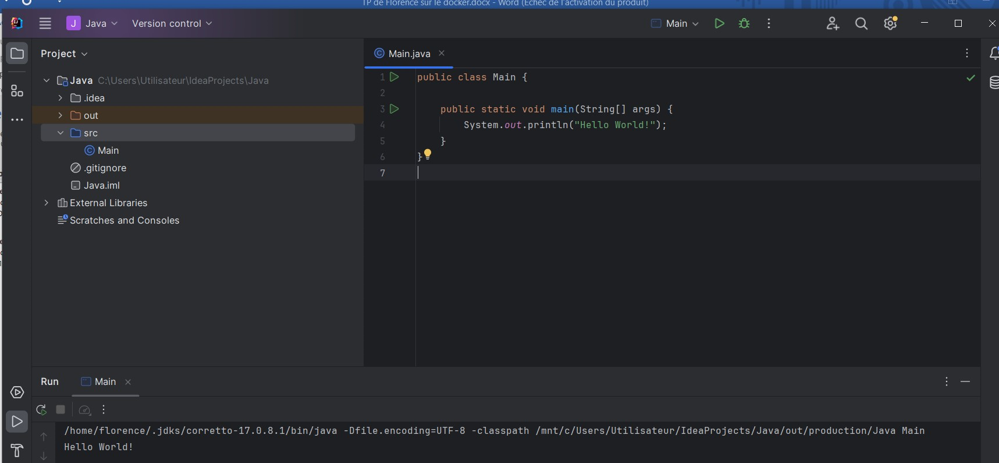 TP de Florence sur le docker.docx - Word (Échec de l'activation du produit)
J Java Version control Main
Project
Main.java
Java C:\Users\Utilisateur\IdeaProjects\Java
.idea
out
src
Main
.gitignore
Java.iml
External Libraries
Scratches and Consoles
1 public class Main {
2
3 public static void main(String[] args) {
4 System.out.println("Hello World!");
5 }
6 }
7
Run Main
/home/florence/.jdks/corretto-17.0.8.1/bin/java -Dfile.encoding=UTF-8 -classpath /mnt/c/Users/Utilisateur/IdeaProjects/Java/out/production/Java Main
Hello World!